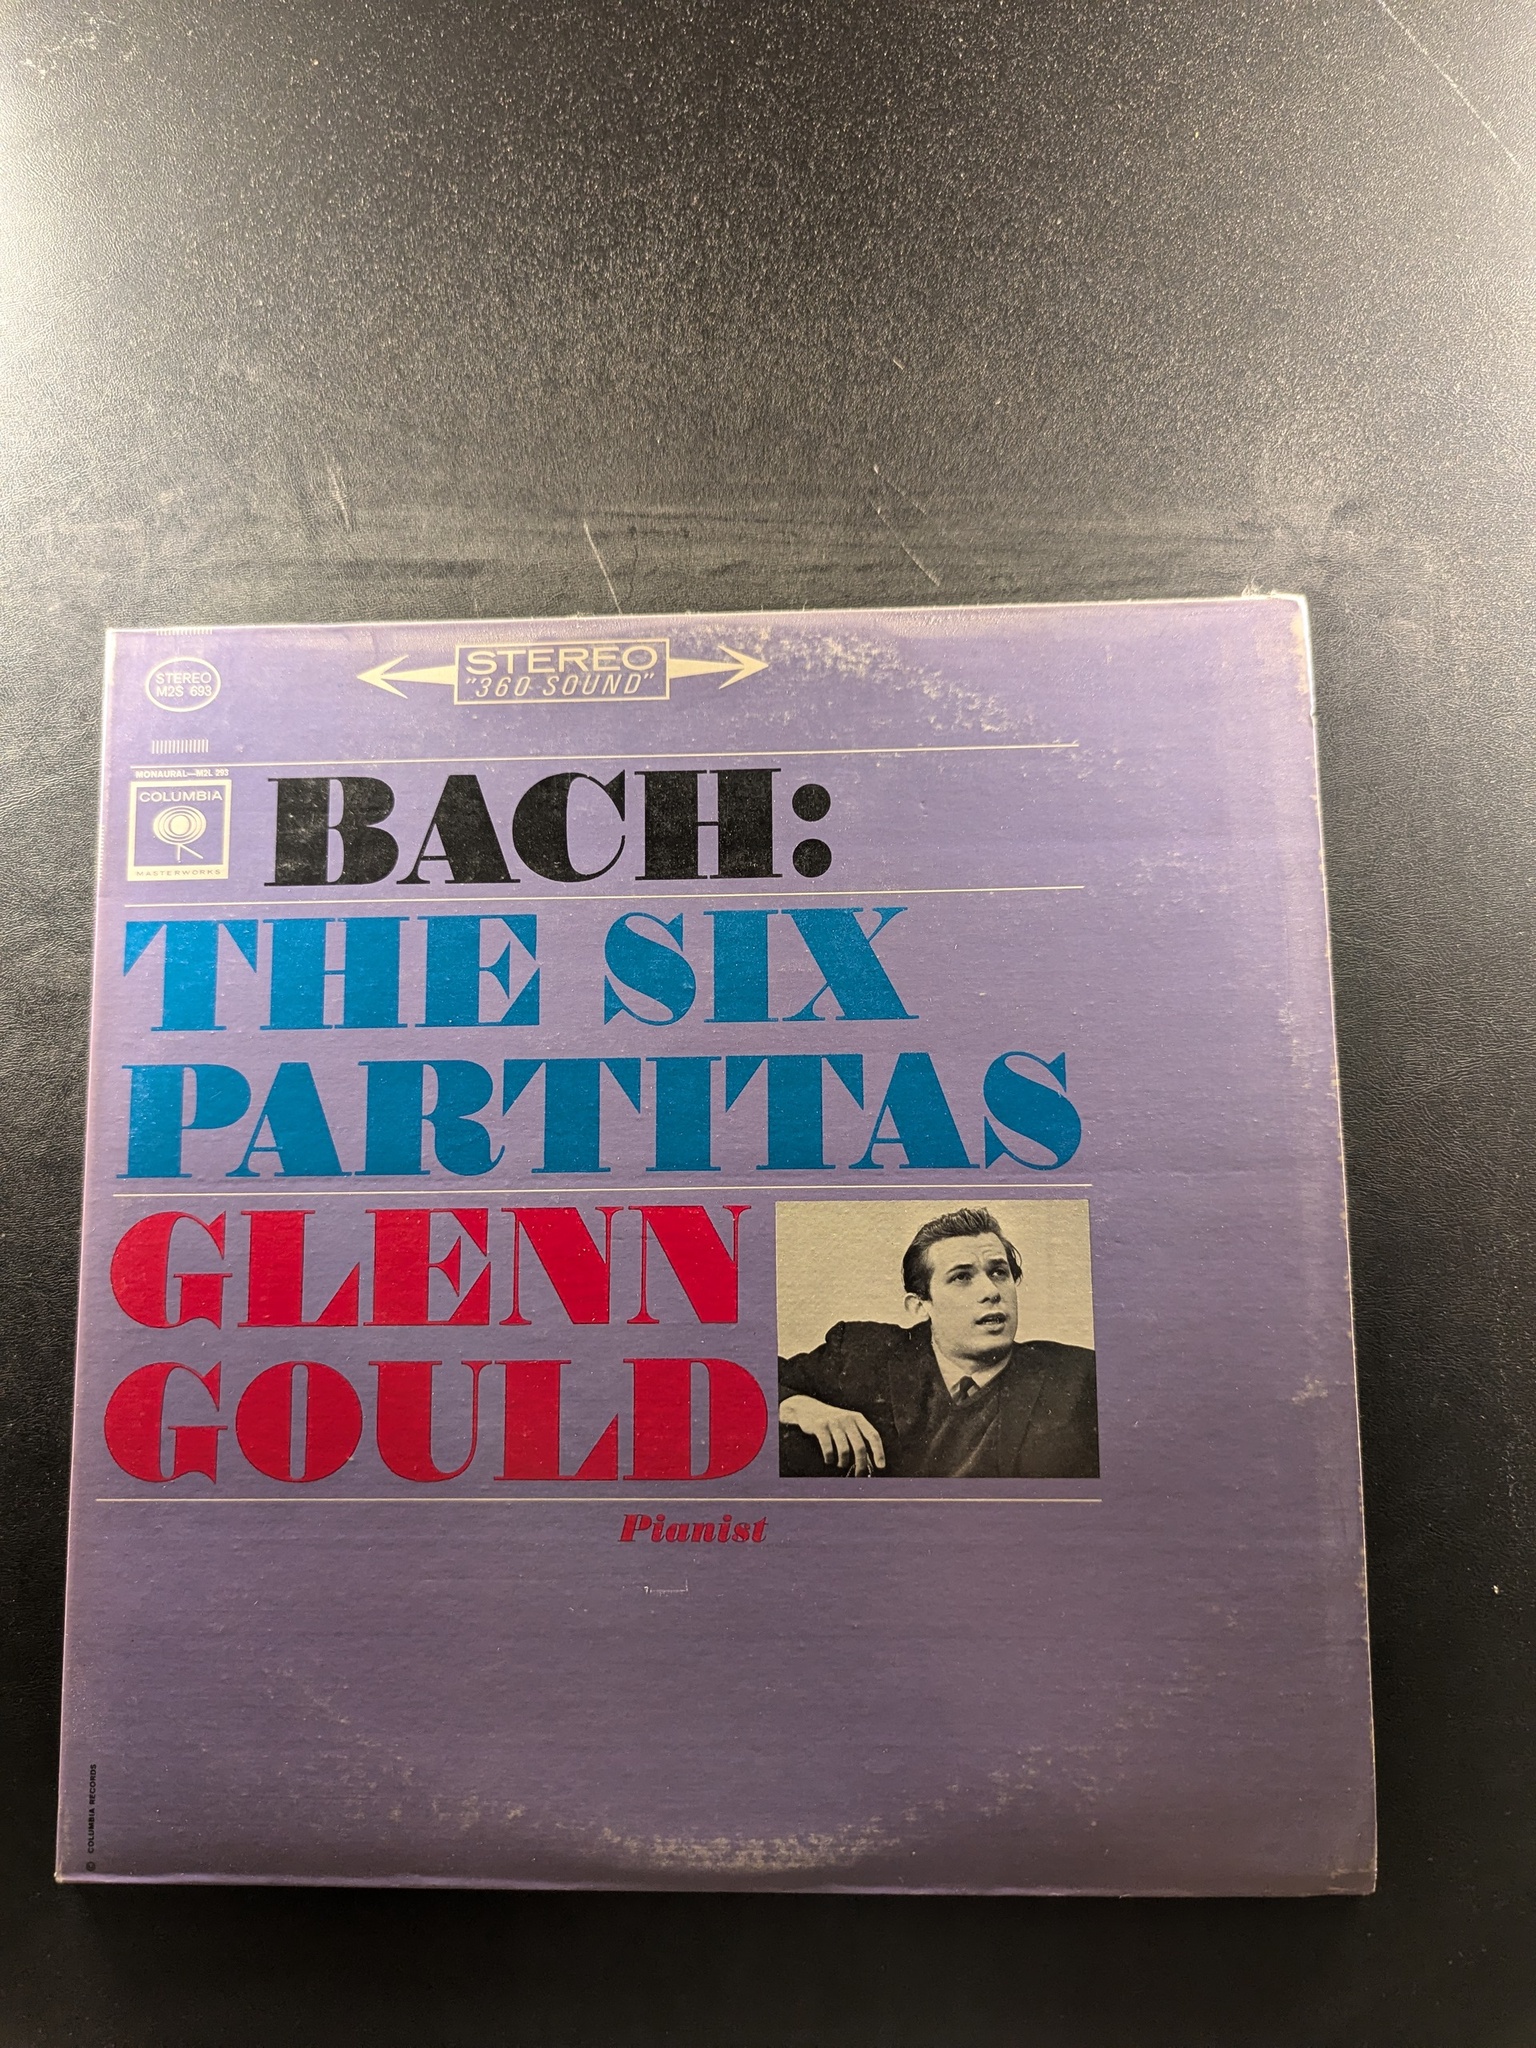 STEREO
"360 SOUND"
STEREO
M2S 693
MONAURAL—M2L 293
COLUMBIA
MASTERWORKS
BACH:
THE SIX
PARTITAS
GLENN
GOULD
Pianist
© COLUMBIA RECORDS